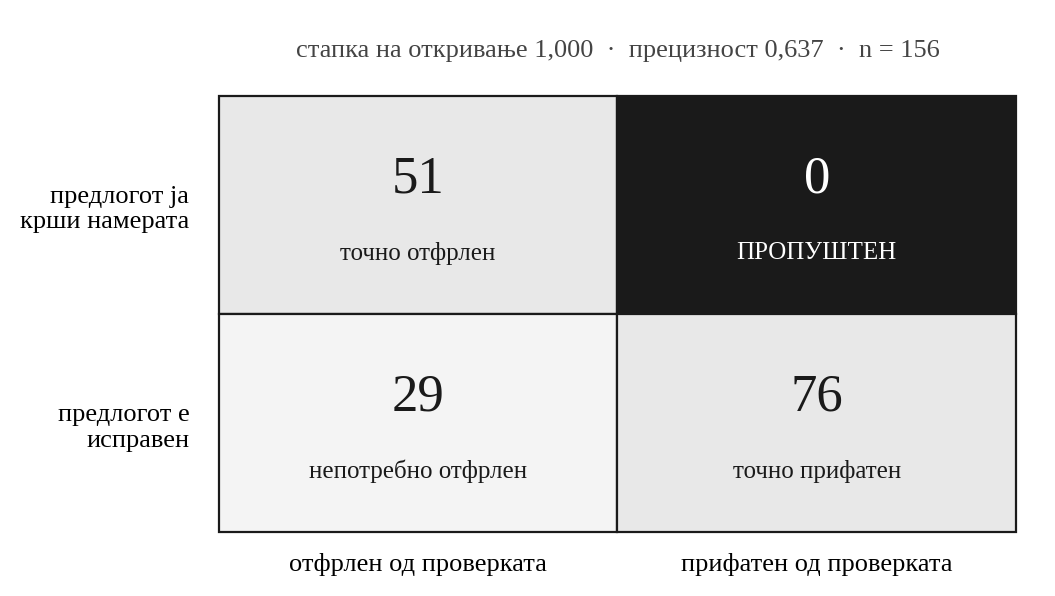 стапка на откривање 1,000 · прецизност 0,637 · n = 156
предлогот ја
крши намерата
51
точно отфрлен
0
ПРОПУШТЕН
предлогот е
исправен
29
непотребно отфрлен
76
точно прифатен
отфрлен од проверката
прифатен од проверката